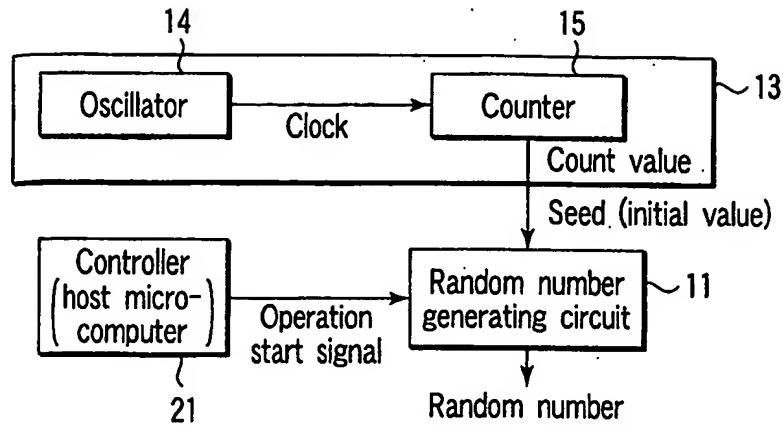 14
15
13
Oscillator
Clock
Counter
Count value
Seed (initial value)
Controller
(host micro-
computer)
21
Operation
start signal
Random number
generating circuit
11
Random number